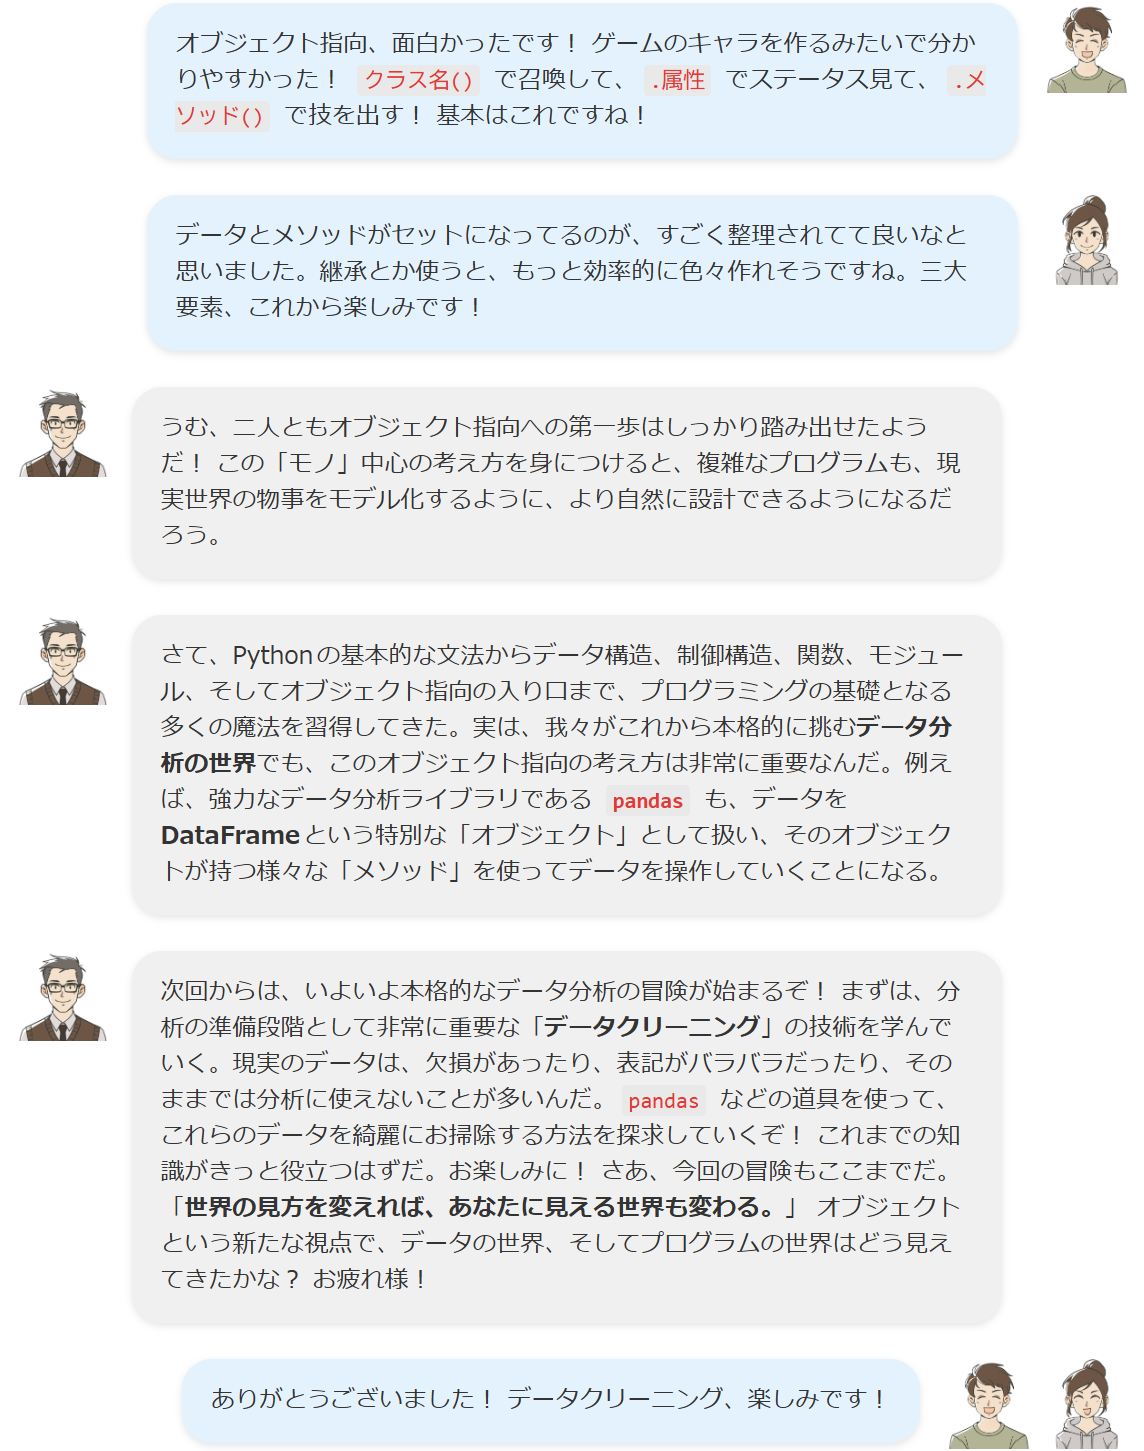 オブジェクト指向、面白かったです！ ゲームのキャラを作るみたいで分か
りやすかった！ クラス名() で召喚して、 .属性 でステータス見て、 .メ
ソッド() で技を出す！ 基本はこれですね！
データとメソッドがセットになってるのが、すごく整理されてて良いなと
思いました。継承とか使うと、もっと効率的に色々作れそうですね。三大
要素、これから楽しみです！
うむ、二人ともオブジェクト指向への第一歩はしっかり踏み出せたよう
だ！ この「モノ」中心の考え方を身につけると、複雑なプログラムも、現
実世界の物事をモデル化するように、より自然に設計できるようになるだ
ろう。
さて、Pythonの基本的な文法からデータ構造、制御構造、関数、モジュー
ル、そしてオブジェクト指向の入り口まで、プログラミングの基礎となる
多くの魔法を習得してきた。実は、我々がこれから本格的に挑むデータ分
析の世界でも、このオブジェクト指向の考え方は非常に重要なんだ。例え
ば、強力なデータ分析ライブラリである pandas も、データを
DataFrameという特別な「オブジェクト」として扱い、そのオブジェク
トが持つ様々な「メソッド」を使ってデータを操作していくことになる。
次回からは、いよいよ本格的なデータ分析の冒険が始まるぞ！ まずは、分
析の準備段階として非常に重要な「データクリーニング」の技術を学んで
いく。現実のデータは、欠損があったり、表記がバラバラだったり、その
ままでは分析に使えないことが多いんだ。 pandas などの道具を使って、
これらのデータを綺麗にお掃除する方法を探求していくぞ！ これまでの知
識がきっと役立つはずだ。お楽しみに！ さあ、今回の冒険もここまでだ。
「世界の見方を変えれば、あなたに見える世界も変わる。」 オブジェクト
という新たな視点で、データの世界、そしてプログラムの世界はどう見え
てきたかな？ お疲れ様！
ありがとうございました！ データクリーニング、楽しみです！